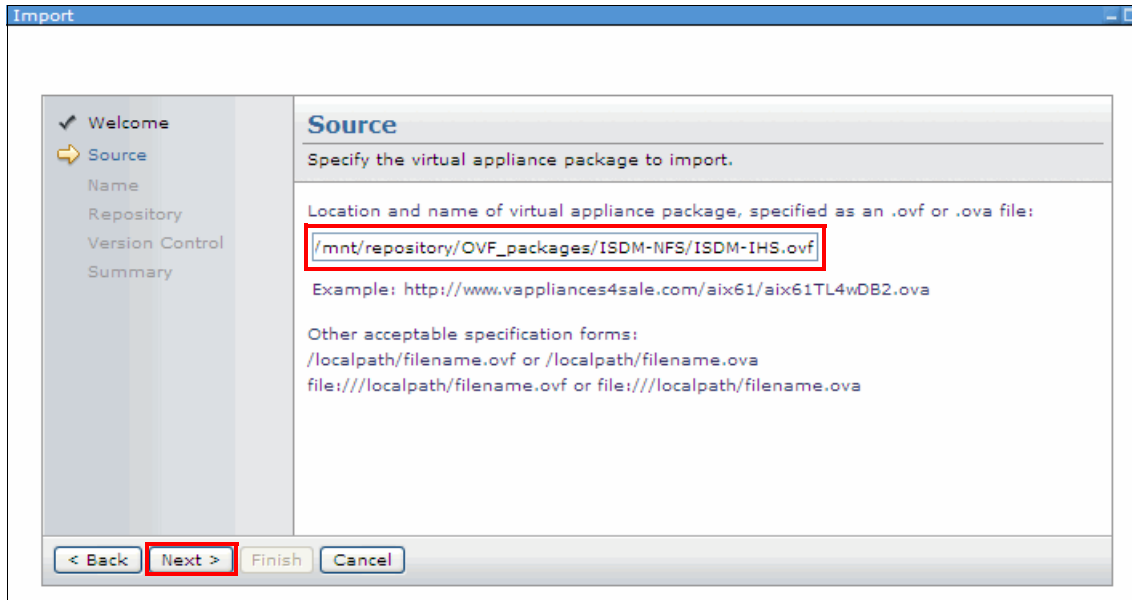 Import
Welcome
Source
Name
Repository
Version Control
Summary
Source
Specify the virtual appliance package to import.
Location and name of virtual appliance package, specified as an .ovf or .ova file:
/mnt/repository/OVF_packages/ISDM-NFS/ISDM-IHS.ovf
Example: http://www.vappliances4sale.com/aix61/aix61TL4wDB2.ova
Other acceptable specification forms:
/localpath/filename.ovf or /localpath/filename.ova
file:///localpath/filename.ovf or file:///localpath/filename.ova
< Back Next > Finish Cancel